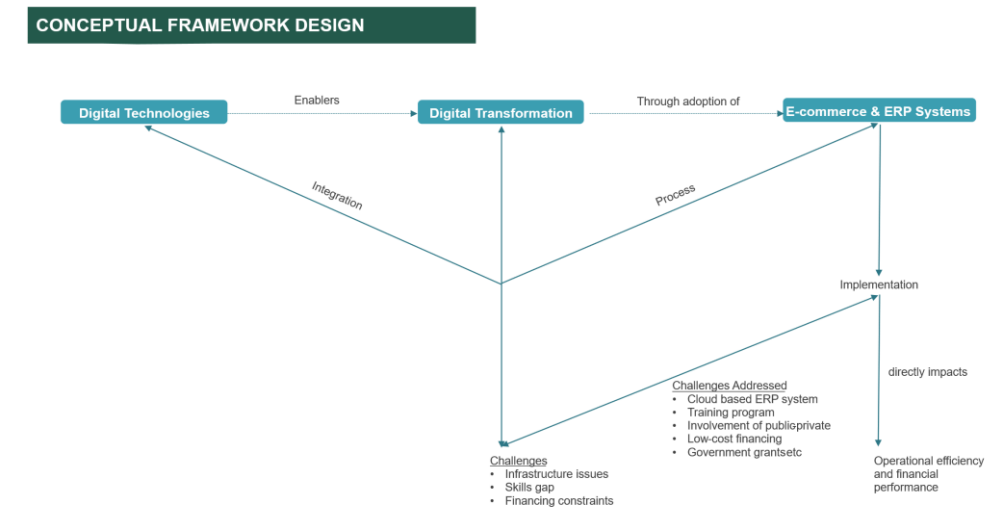 CONCEPTUAL FRAMEWORK DESIGN
Digital Technologies
Enablers
Digital Transformation
Through adoption of
E-commerce & ERP Systems
Integration
Process
Implementation
directly impacts
Challenges Addressed
• Cloud based ERP system
• Training program
• Involvement of public-private
• Low-cost financing
• Government grantsetc
Challenges
• Infrastructure issues
• Skills gap
• Financing constraints
Operational efficiency
and financial
performance